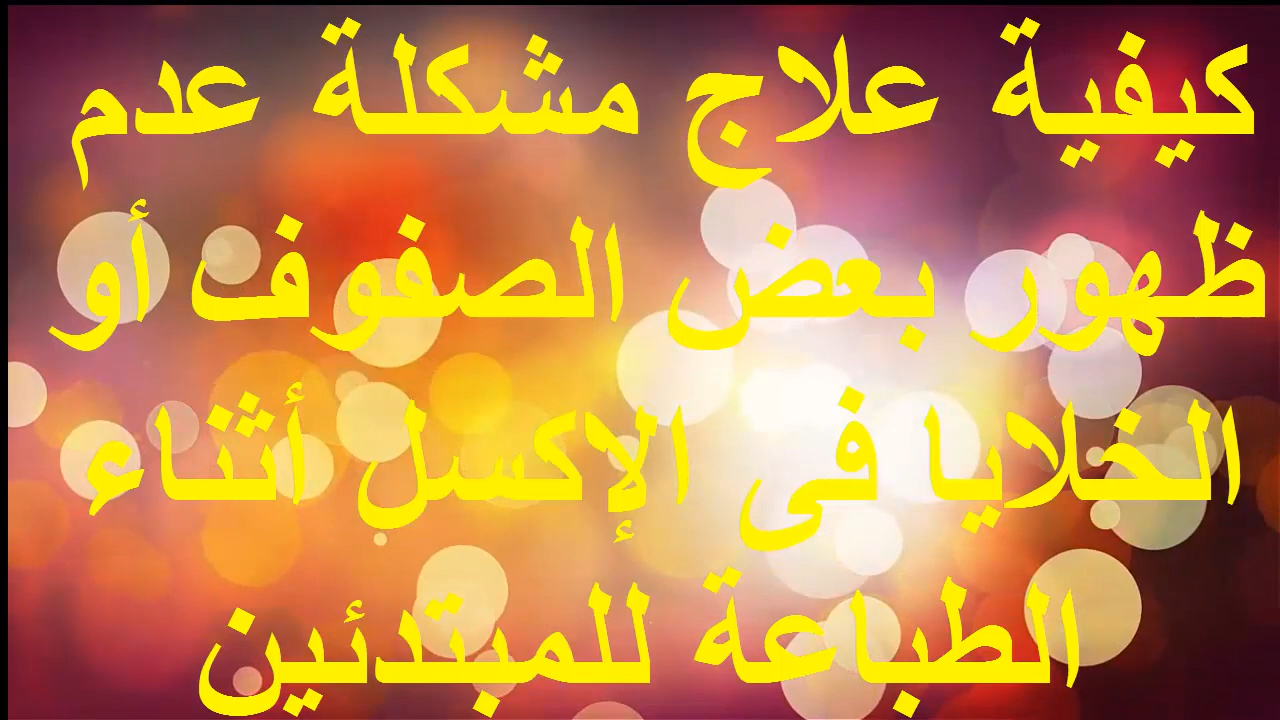 كيفية علاج مشكلة عدم
ظهور بعض الصفوف أو
الخلايا فى الإكسل أثناء
الطباعة للمبتدئين